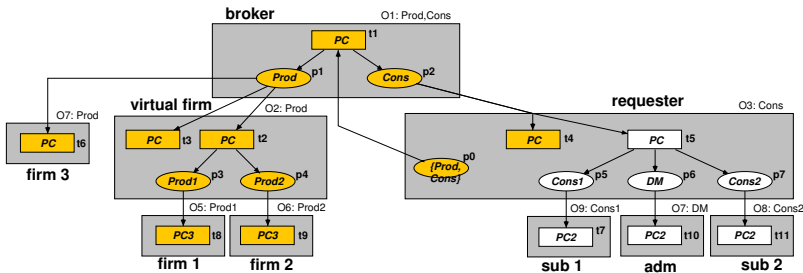 broker
O1: Prod,Cons
PC t1
Prod p1
Cons p2
virtual firm
O2: Prod
requester
O3: Cons
O7: Prod
PC t6
firm 3
PC t3
PC t2
PC t4
PC t5
{Prod,
Cons}
p0
Prod1 p3
Prod2 p4
Cons1 p5
DM p6
Cons2 p7
O5: Prod1
O6: Prod2
O9: Cons1
O7: DM
O8: Cons2
PC3 t8
PC3 t9
PC2 t7
PC2 t10
PC2 t11
firm 1
firm 2
sub 1
adm
sub 2